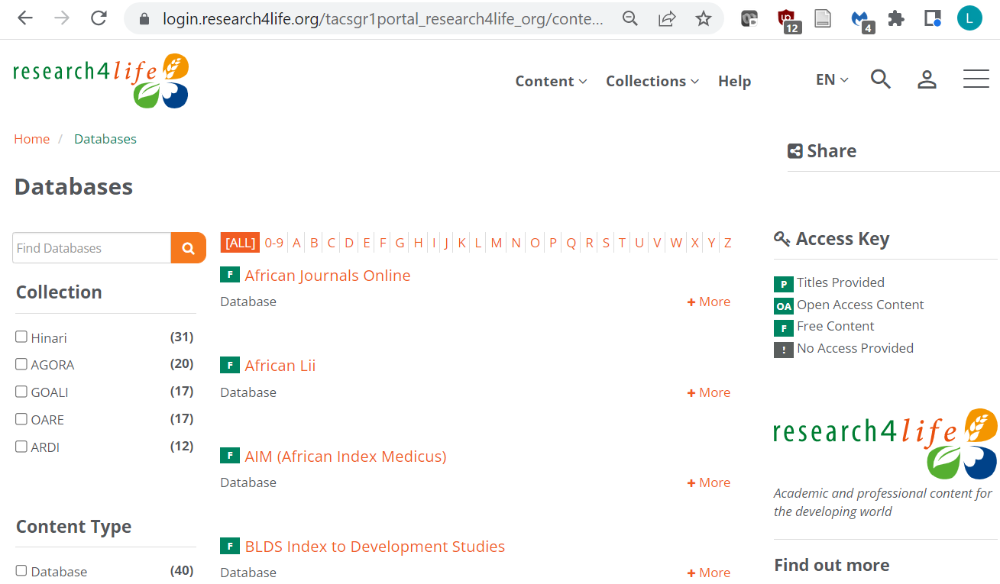 login.research4life.org/tacsgr1portal_research4life_org/conte...
12
4
L
research4life
Content
Collections
Help
EN
Home / Databases
Share
Databases
Find Databases
[ALL] 0-9 A B C D E F G H I J K L M N O P Q R S T U V W X Y Z
Collection
Hinari (31)
AGORA (20)
GOALI (17)
OARE (17)
ARDI (12)
Content Type
Database (40)
F African Journals Online
Database + More
F African Lii
Database + More
F AIM (African Index Medicus)
Database + More
F BLDS Index to Development Studies
Database + More
Access Key
P Titles Provided
OA Open Access Content
F Free Content
! No Access Provided
research4life
Academic and professional content for
the developing world
Find out more